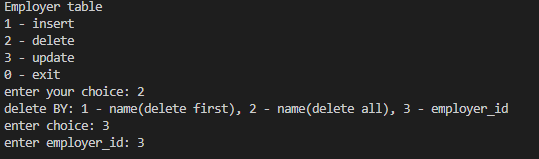 Employer table
1 - insert
2 - delete
3 - update
0 - exit
enter your choice: 2
delete BY: 1 - name(delete first), 2 - name(delete all), 3 - employer_id
enter choice: 3
enter employer_id: 3